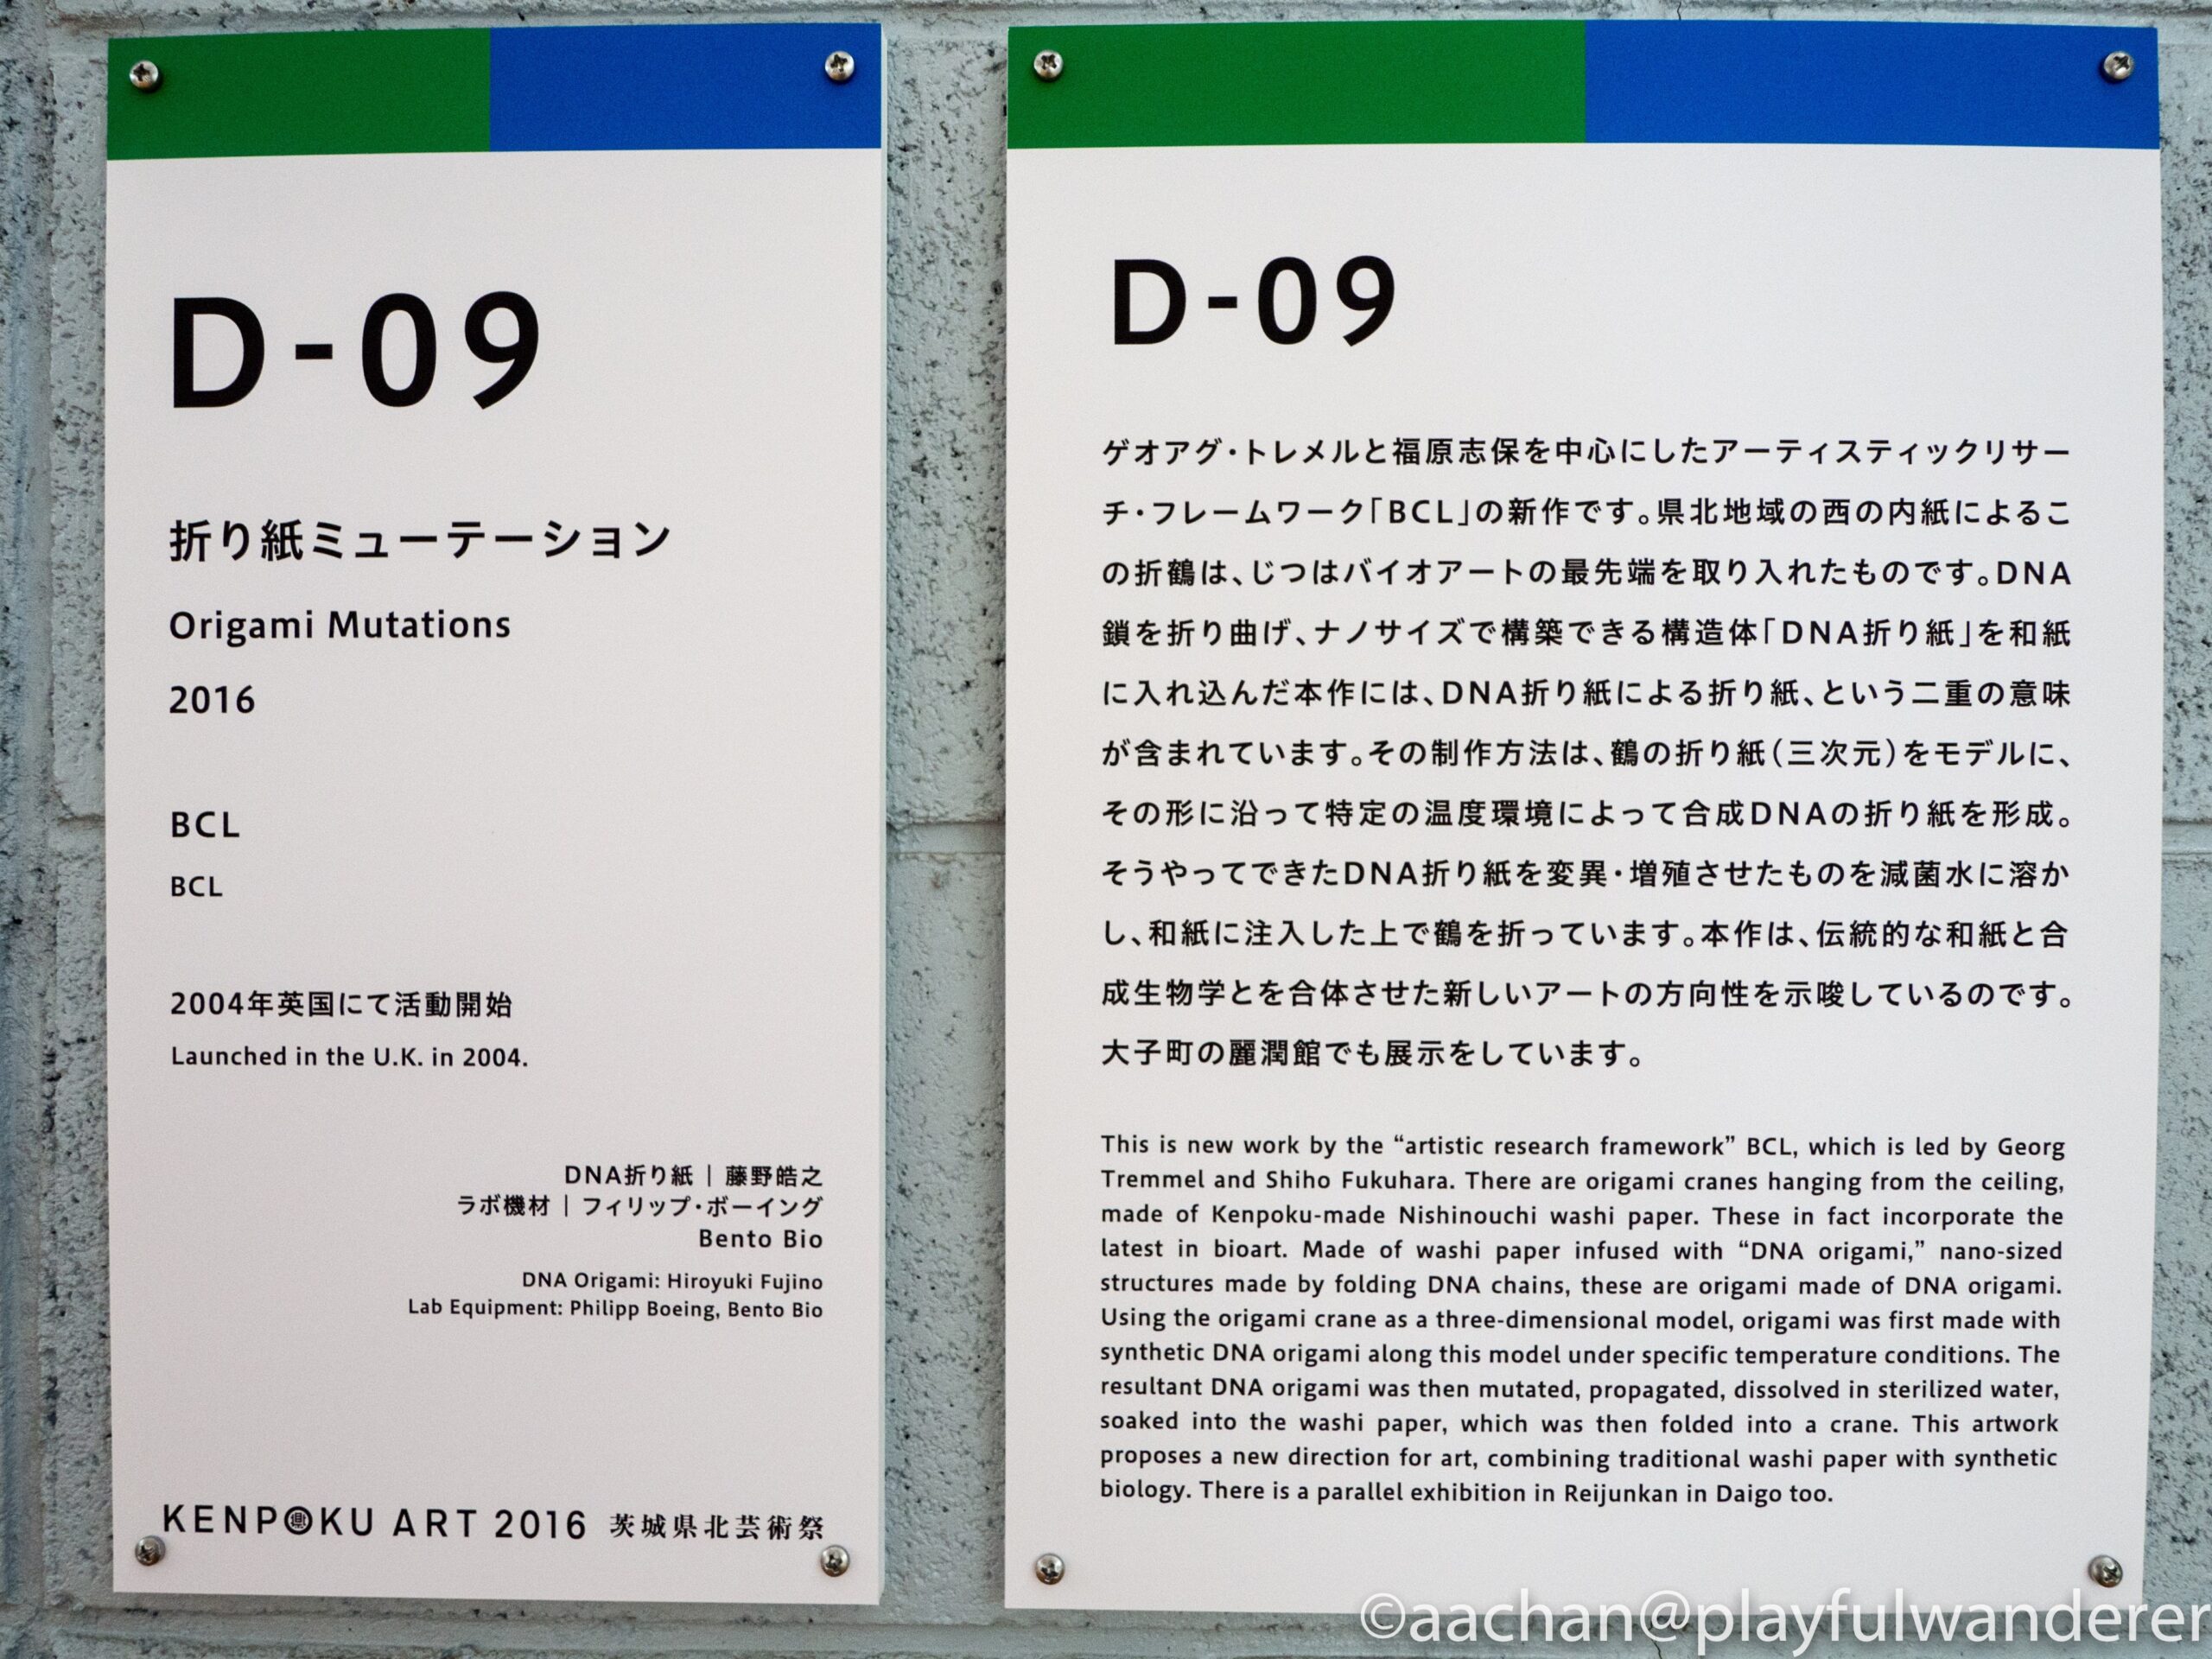 D-09
折り紙ミューテーション
Origami Mutations
2016
BCL
BCL
2004年英国にて活動開始
Launched in the U.K. in 2004.
DNA折り紙｜藤野皓之
ラボ機材｜フィリップ・ボーイング
Bento Bio
DNA Origami: Hiroyuki Fujino
Lab Equipment: Philipp Boeing, Bento Bio
KENPOKU ART 2016 茨城県北芸術祭
D-09
ゲオアグ・トレメルと福原志保を中心にしたアーティスティックリサー
チ・フレームワーク「BCL」の新作です。県北地域の西の内紙によるこ
の折鶴は、じつはバイオアートの最先端を取り入れたものです。DNA
鎖を折り曲げ、ナノサイズで構築できる構造体「DNA折り紙」を和紙
に入れ込んだ本作には、DNA折り紙による折り紙、という二重の意味
が含まれています。その制作方法は、鶴の折り紙（三次元）をモデルに、
その形に沿って特定の温度環境によって合成DNAの折り紙を形成。
そうやってできたDNA折り紙を変異・増殖させたものを減菌水に溶か
し、和紙に注入した上で鶴を折っています。本作は、伝統的な和紙と合
成生物学とを合体させた新しいアートの方向性を示唆しているのです。
大子町の麗潤館でも展示をしています。
This is new work by the “artistic research framework” BCL, which is led by Georg
Tremmel and Shiho Fukuhara. There are origami cranes hanging from the ceiling,
made of Kenpoku-made Nishinouchi washi paper. These in fact incorporate the
latest in bioart. Made of washi paper infused with “DNA origami,” nano-sized
structures made by folding DNA chains, these are origami made of DNA origami.
Using the origami crane as a three-dimensional model, origami was first made with
synthetic DNA origami along this model under specific temperature conditions. The
resultant DNA origami was then mutated, propagated, dissolved in sterilized water,
soaked into the washi paper, which was then folded into a crane. This artwork
proposes a new direction for art, combining traditional washi paper with synthetic
biology. There is a parallel exhibition in Reijunkan in Daigo too.
©aachan@playfulwanderer